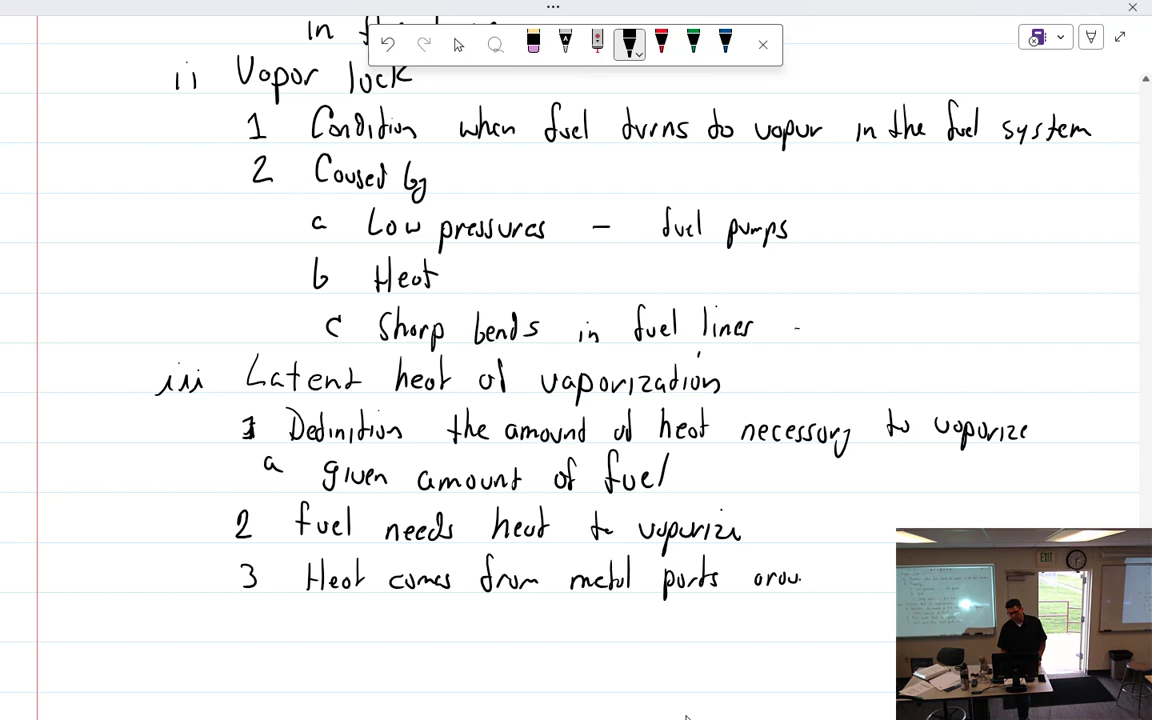 in
ii Vapor lock
1 Condition when fuel turns to vapor in the fuel system
2 Caused by
a Low pressures - fuel pumps
b Heat
c Sharp bends in fuel lines -
iii Latent heat of vaporization
1 Definition the amount of heat necessary to vaporize
a given amount of fuel
2 fuel needs heat to vaporize
3 Heat comes from metal parts arou
EXIT